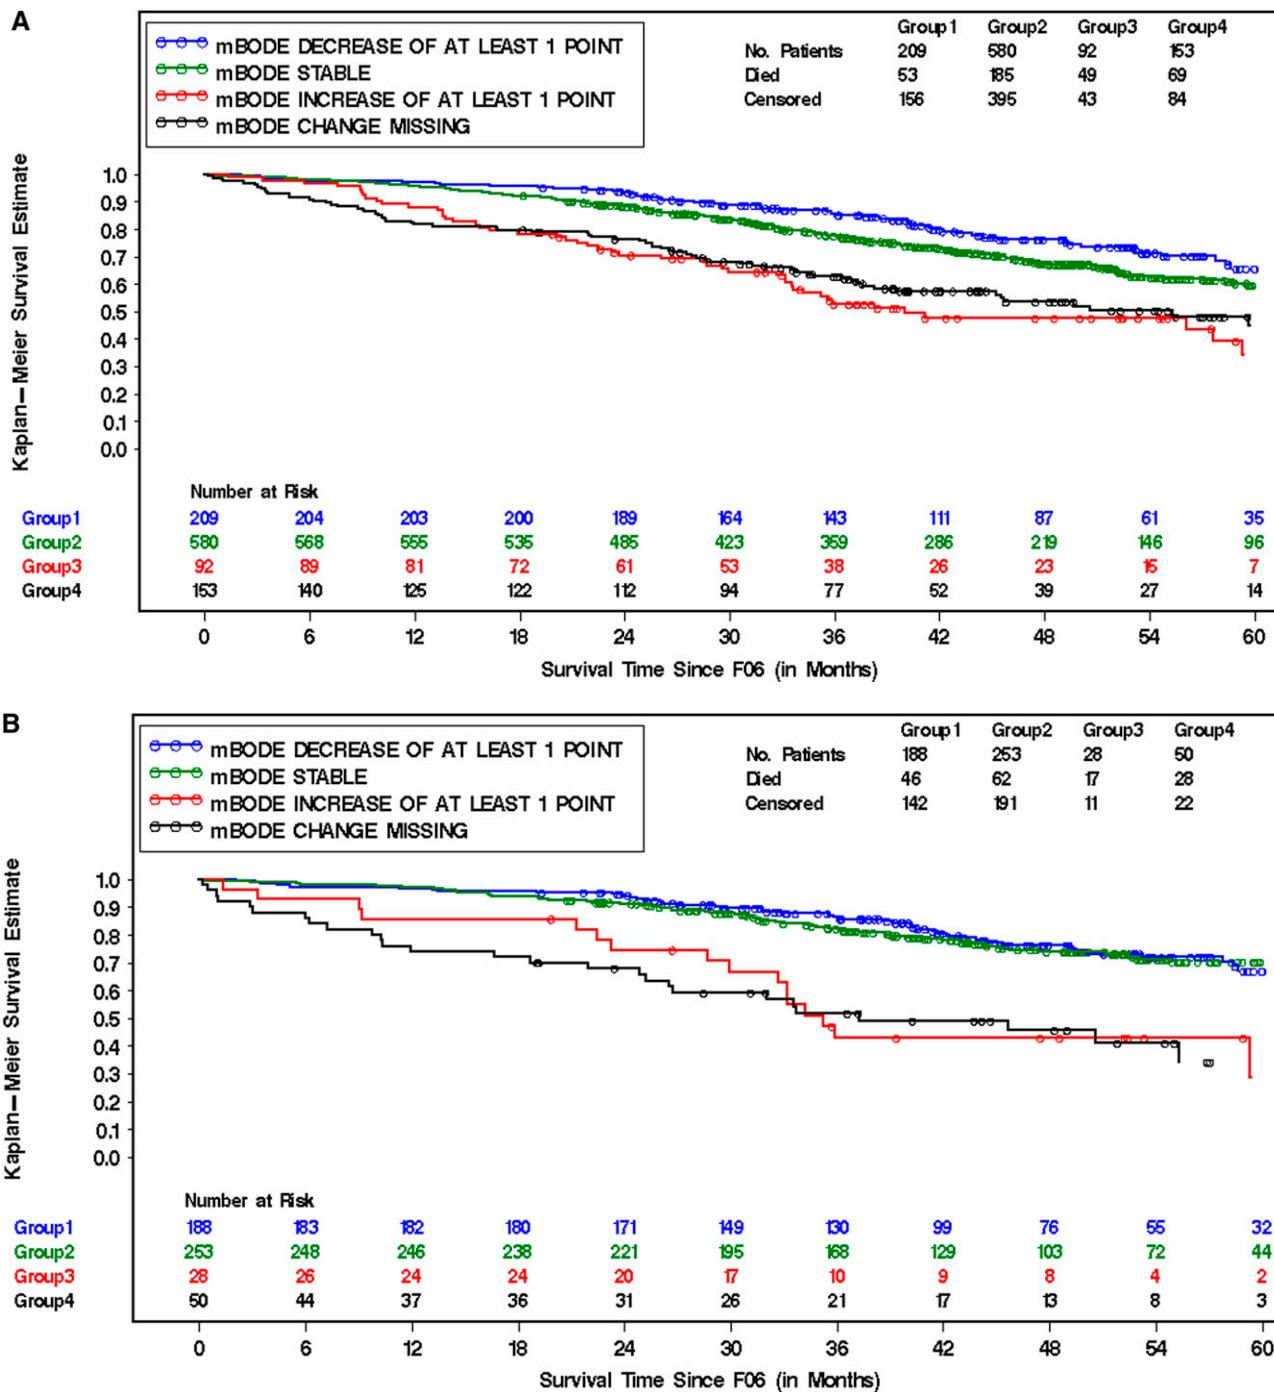 A
mBODE DECREASE OF AT LEAST 1 POINT
mBODE STABLE
mBODE INCREASE OF AT LEAST 1 POINT
mBODE CHANGE MISSING
Group1 Group2 Group3 Group4
No. Patients 209 580 92 153
Died 53 185 49 69
Censored 156 395 43 84
Kaplan-Meier Survival Estimate
1.0
0.9
0.8
0.7
0.6
0.5
0.4
0.3
0.2
0.1
0.0
Number at Risk
Group1 209 204 203 200 189 164 143 111 87 61 35
Group2 580 568 555 535 485 423 359 286 219 146 96
Group3 92 89 81 72 61 53 38 26 23 15 7
Group4 153 140 125 122 112 94 77 52 39 27 14
0 6 12 18 24 30 36 42 48 54 60
Survival Time Since F06 (in Months)
B
mBODE DECREASE OF AT LEAST 1 POINT
mBODE STABLE
mBODE INCREASE OF AT LEAST 1 POINT
mBODE CHANGE MISSING
Group1 Group2 Group3 Group4
No. Patients 188 253 28 50
Died 46 62 17 28
Censored 142 191 11 22
Kaplan-Meier Survival Estimate
1.0
0.9
0.8
0.7
0.6
0.5
0.4
0.3
0.2
0.1
0.0
Number at Risk
Group1 188 183 182 180 171 149 130 99 76 55 32
Group2 253 248 246 238 221 195 168 129 103 72 44
Group3 28 26 24 24 20 17 10 9 8 4 2
Group4 50 44 37 36 31 26 21 17 13 8 3
0 6 12 18 24 30 36 42 48 54 60
Survival Time Since F06 (in Months)